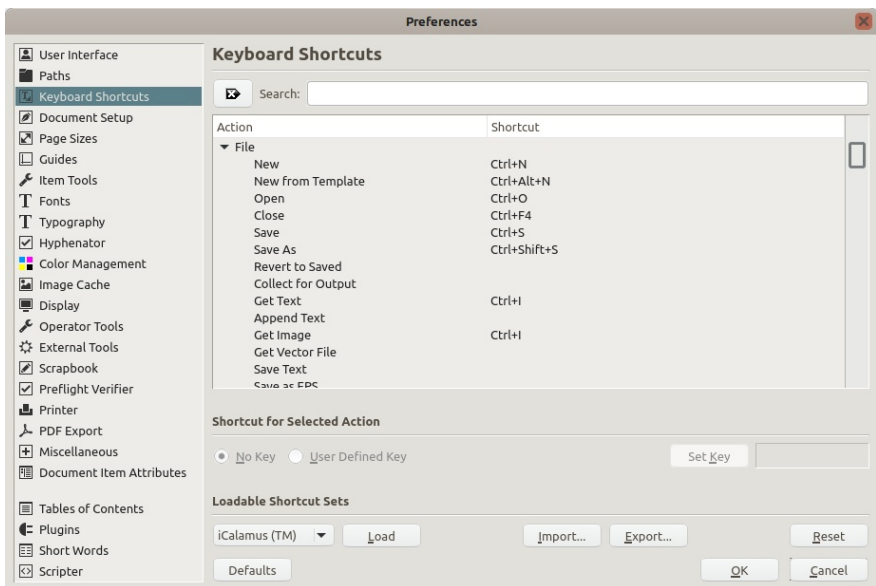 Preferences
User Interface
Paths
Keyboard Shortcuts
Document Setup
Page Sizes
Guides
Item Tools
Fonts
Typography
Hyphenator
Color Management
Image Cache
Display
Operator Tools
External Tools
Scrapbook
Preflight Verifier
Printer
PDF Export
Miscellaneous
Document Item Attributes
Tables of Contents
Plugins
Short Words
Scripter
Keyboard Shortcuts
Search:
Action Shortcut
File
New Ctrl+N
New from Template Ctrl+Alt+N
Open Ctrl+O
Close Ctrl+F4
Save Ctrl+S
Save As Ctrl+Shift+S
Revert to Saved
Collect for Output
Get Text Ctrl+I
Append Text
Get Image Ctrl+I
Get Vector File
Save Text
Save as EPS
Shortcut for Selected Action
No Key User Defined Key Set Key
Loadable Shortcut Sets
iCalamus (TM) Load Import... Export... Reset
Defaults OK Cancel